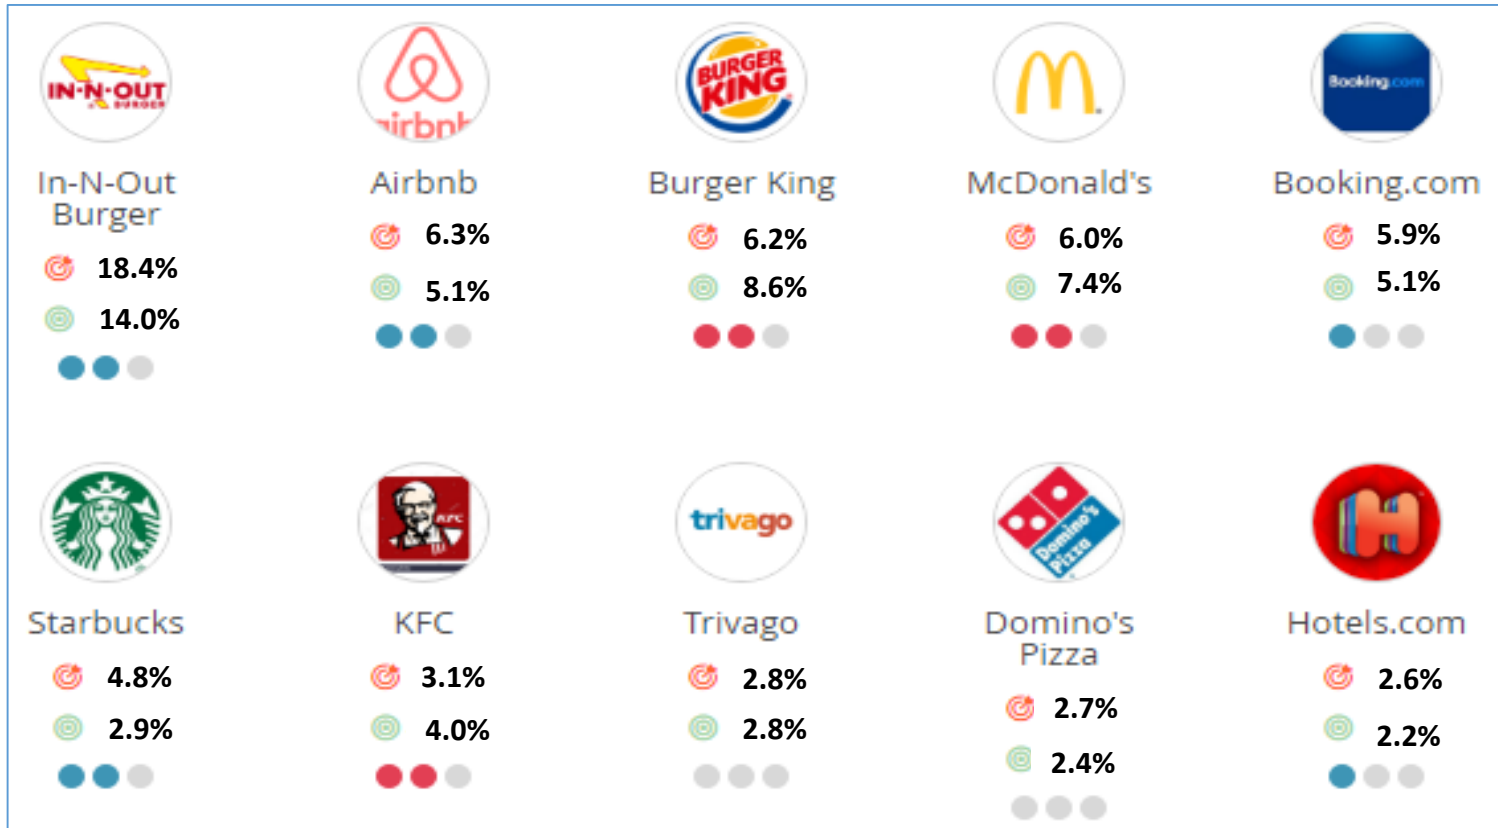 IN-N-OUT
BURGER
airbnb
BURGER
KING
Booking.com
In-N-Out
Burger
Airbnb
Burger King
McDonald's
Booking.com
18.4%
14.0%
6.3%
5.1%
6.2%
8.6%
6.0%
7.4%
5.9%
5.1%
KFC
trivago
Domino's
Pizza
Starbucks
KFC
Trivago
Domino's
Pizza
Hotels.com
4.8%
2.9%
3.1%
4.0%
2.8%
2.8%
2.7%
2.4%
2.6%
2.2%